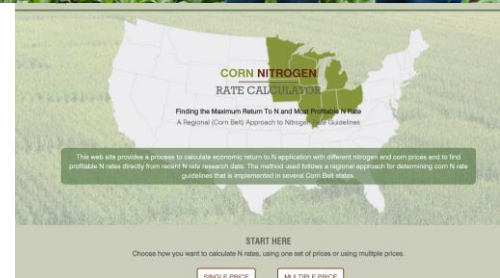 CORN NITROGEN
RATE CALCULATOR
Finding the Maximum Return To N and Most Profitable N Rate
A Regional (Corn Belt) Approach to Nitrogen Rate Guidelines
This web site provides a process to calculate economic return to N application with different nitrogen and corn prices and to find
profitable N rates directly from recent N rate research data. The method used follows a regional approach for determining corn N rate
guidelines that is implemented in several Corn Belt states.
START HERE
Choose how you want to calculate N rates, using one set of prices or using multiple prices.
SINGLE PRICE
MULTIPLE PRICE